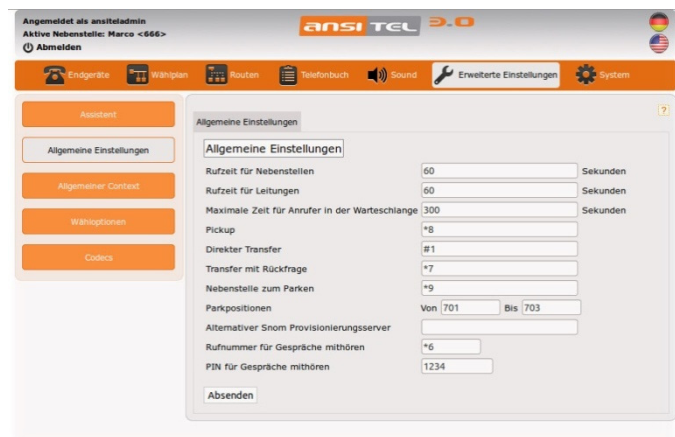 Angemeldet als ansiteladmin
Aktive Nebenstelle: Marco <666>
Abmelden
ansi TEL 3.0
Endgeräte Wählplan Routen Telefonbuch Sound Erweiterte Einstellungen System
Assistent
Allgemeine Einstellungen
Allgemeiner Context
Wähloptionen
Codecs
?
Allgemeine Einstellungen
Allgemeine Einstellungen
Rufzeit für Nebenstellen 60 Sekunden
Rufzeit für Leitungen 60 Sekunden
Maximale Zeit für Anrufer in der Warteschlange 300 Sekunden
Pickup *8
Direkter Transfer #1
Transfer mit Rückfrage *7
Nebenstelle zum Parken *9
Parkpositionen Von 701 Bis 703
Alternativer Snom Provisionierungsserver
Rufnummer für Gespräche mithören *6
PIN für Gespräche mithören 1234
Absenden